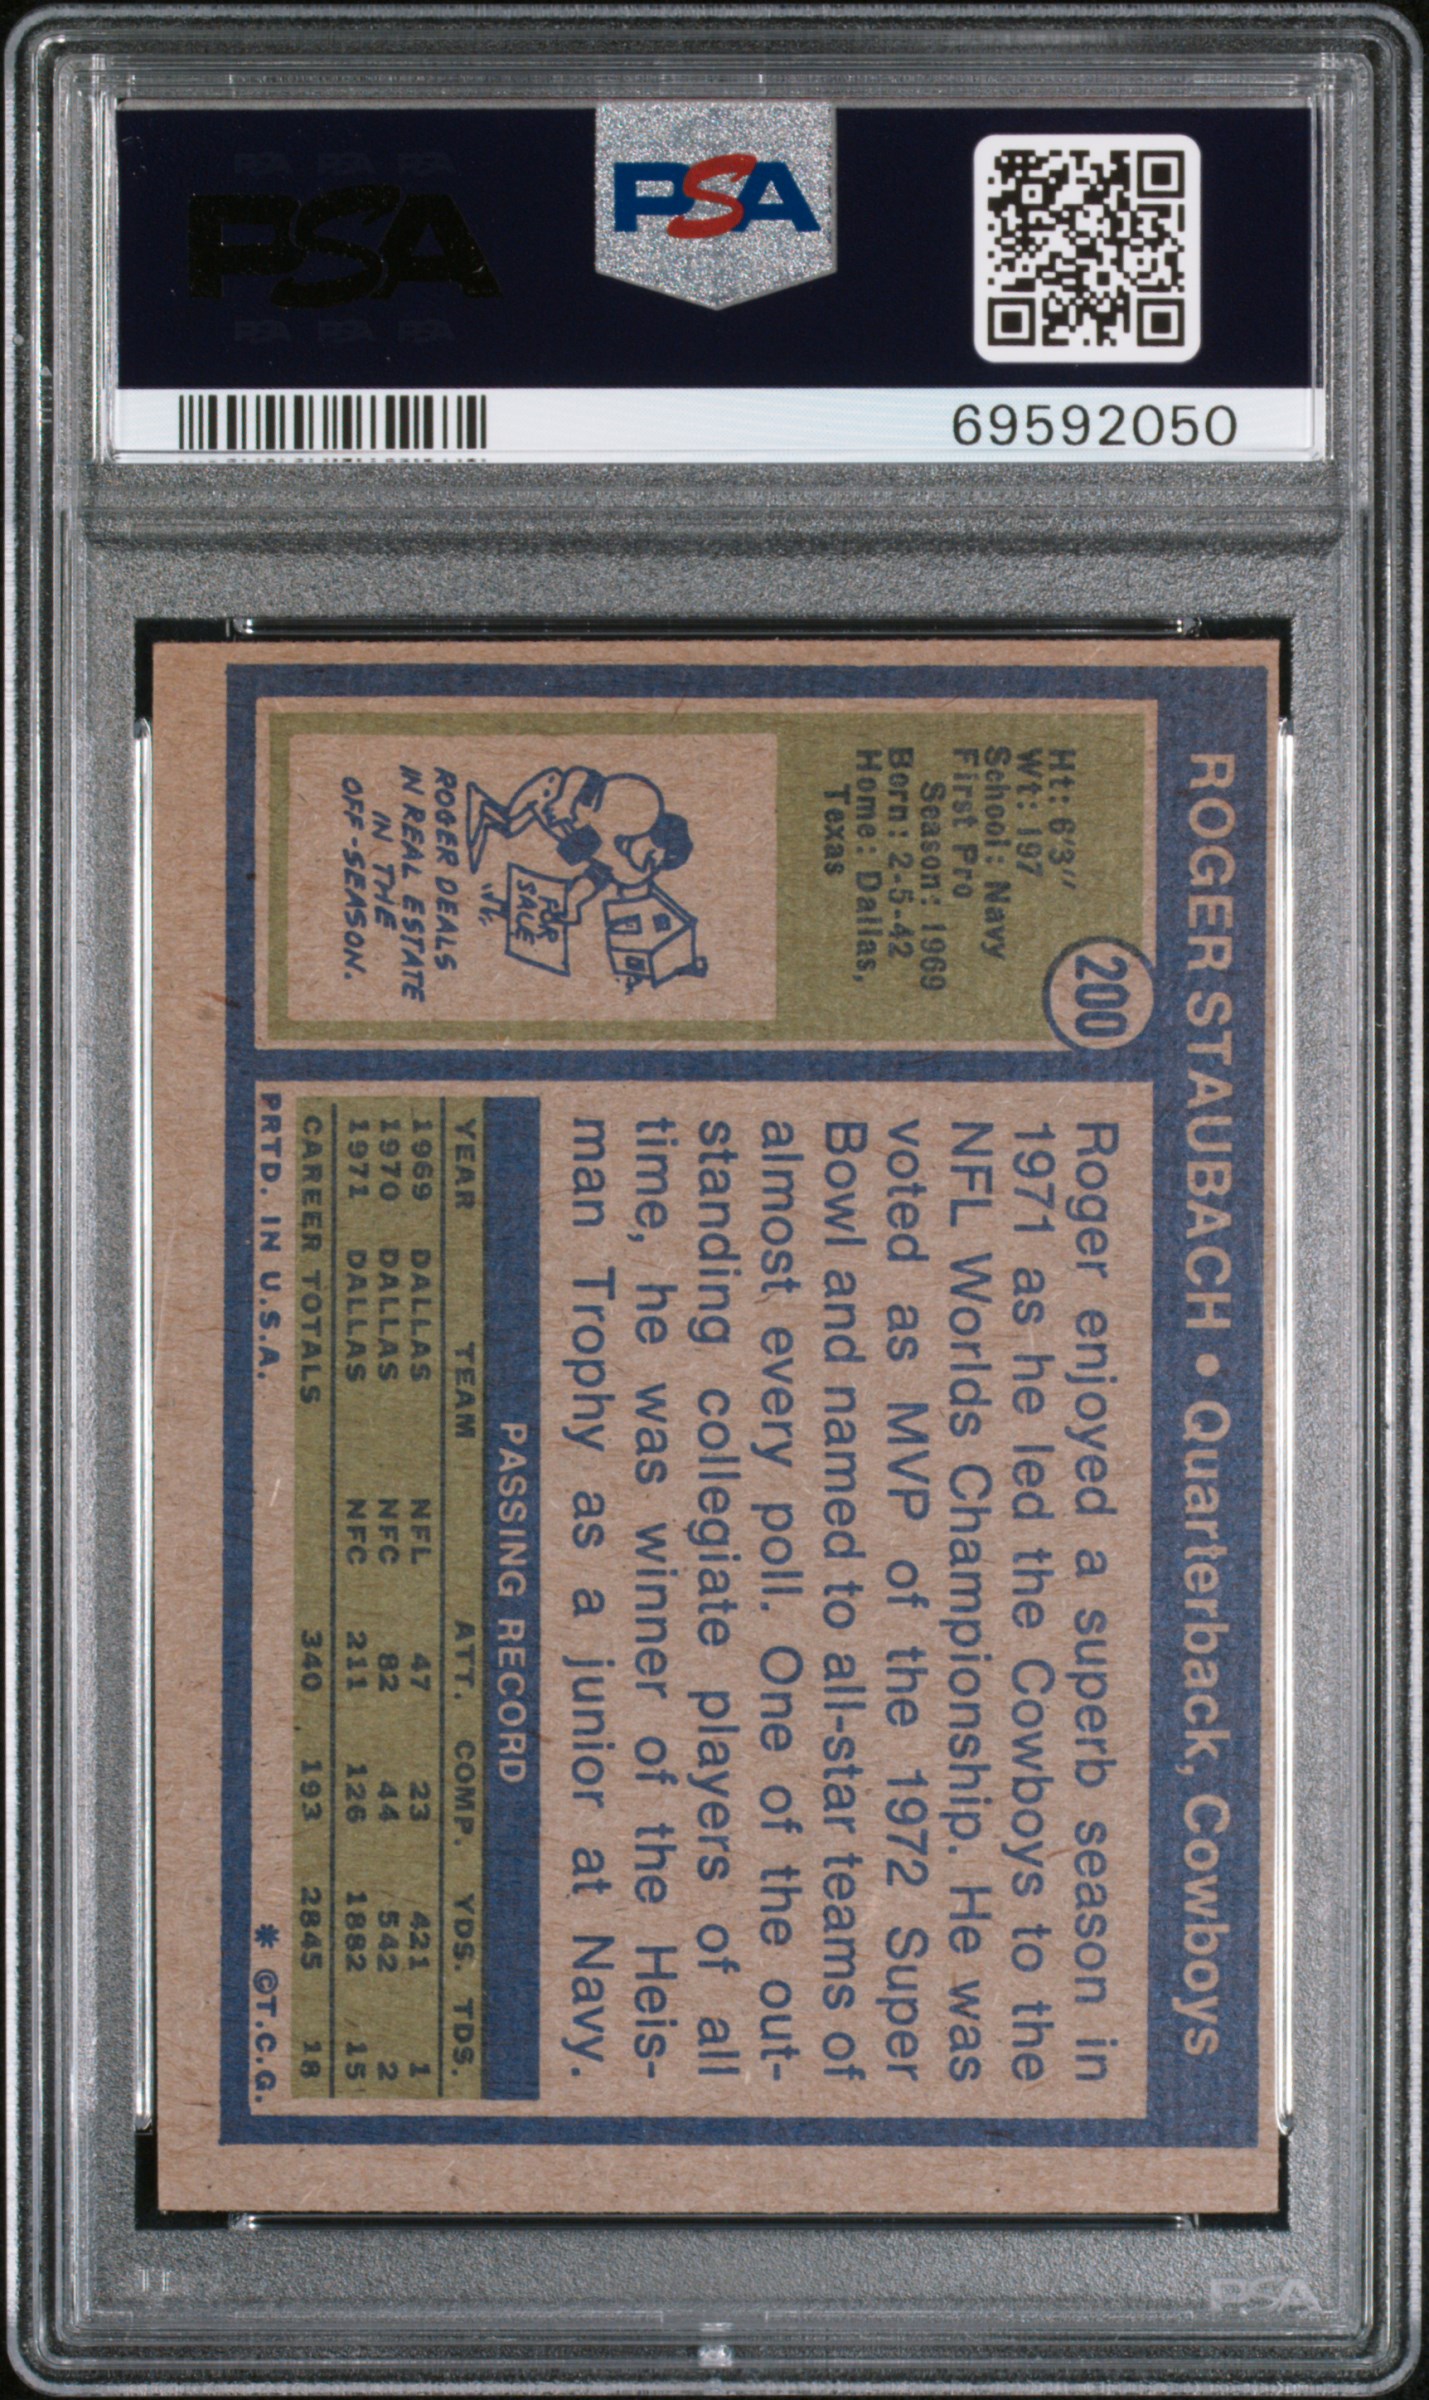 PSA
PSA
69592050
ROGER STAUBACH • Quarterback, Cowboys
200
Ht: 6'3"
Wt: 197
School: Navy
First Pro
Season: 1969
Born: 2-5-42
Home: Dallas,
Texas
FOR
SALE
ROGER DEALS
IN REAL ESTATE
IN THE
OFF-SEASON.
Roger enjoyed a superb season in
1971 as he led the Cowboys to the
NFL Worlds Championship. He was
voted as MVP of the 1972 Super
Bowl and named to all-star teams of
almost every poll. One of the out-
standing collegiate players of all
time, he was winner of the Heis-
man Trophy as a junior at Navy.
PASSING RECORD
YEAR TEAM ATT. COMP. YDS. TDS.
1969 DALLAS NFL 47 23 421 1
1970 DALLAS NFC 82 44 542 2
1971 DALLAS NFC 211 126 1882 15
CAREER TOTALS 340 193 2845 18
PRTD. IN U.S.A. * ©T.C.G.
PSA